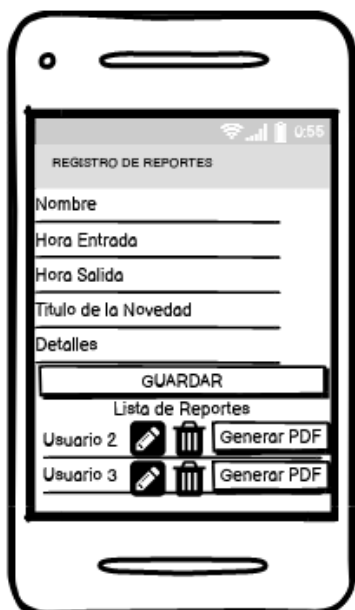 0:55
REGISTRO DE REPORTES
Nombre
Hora Entrada
Hora Salida
Titulo de la Novedad
Detalles
GUARDAR
Lista de Reportes
Usuario 2 Generar PDF
Usuario 3 Generar PDF